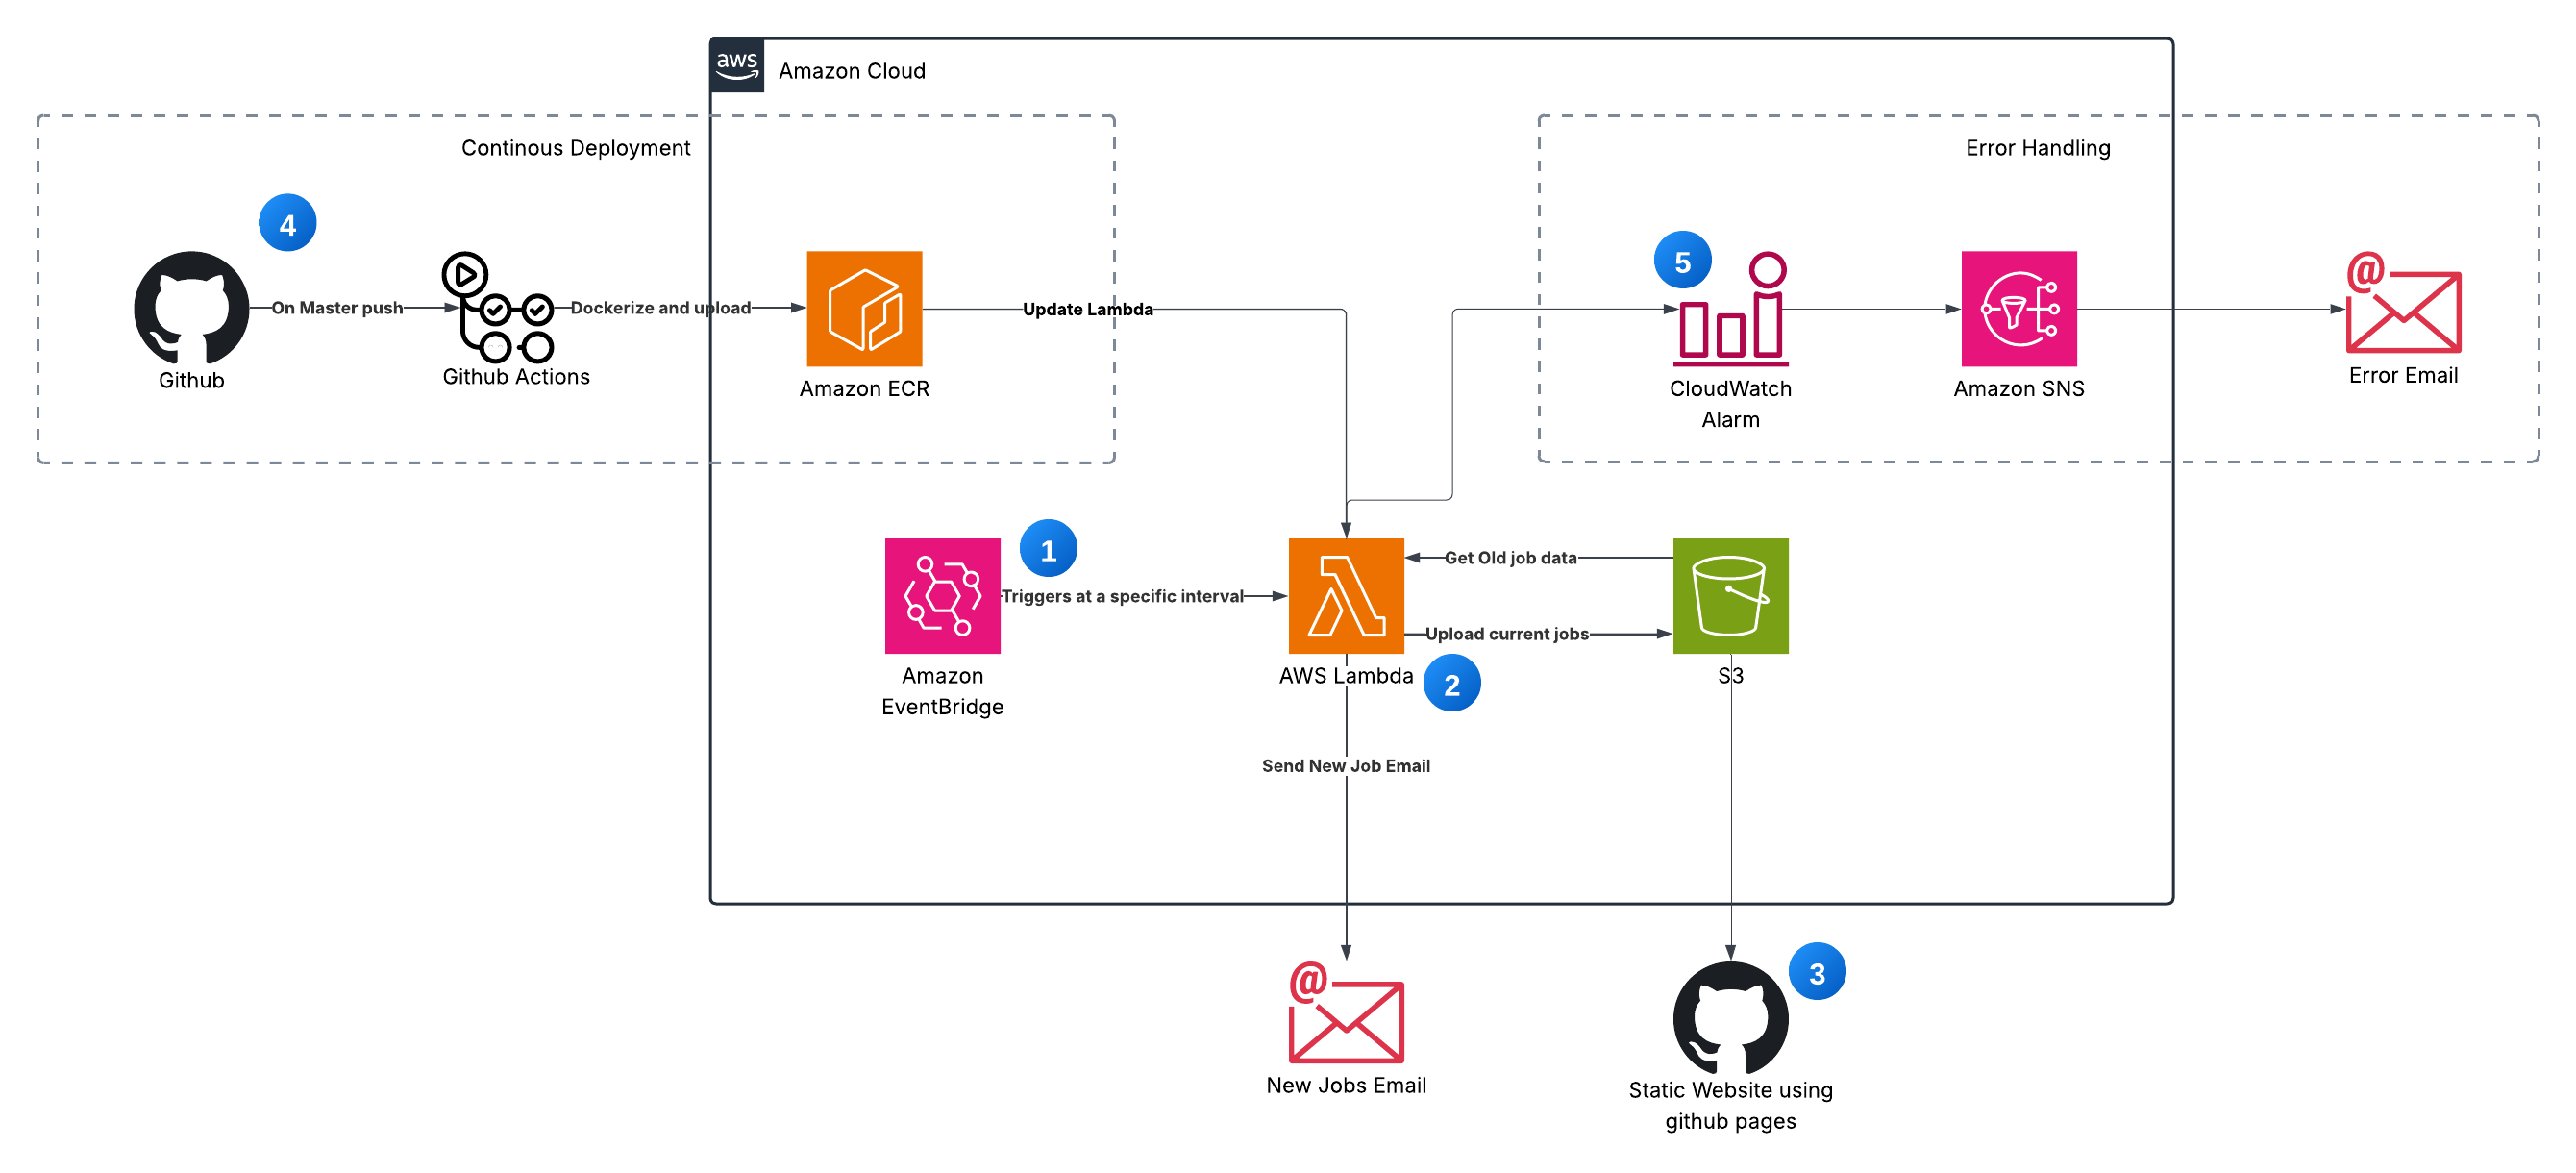 aws
Amazon Cloud
Continous Deployment
Error Handling
4
5
On Master push
Dockerize and upload
Update Lambda
Github
Github Actions
Amazon ECR
CloudWatch
Alarm
Amazon SNS
Error Email
1
Triggers at a specific interval
Get Old job data
Upload current jobs
Amazon
EventBridge
AWS Lambda
2
S3
Send New Job Email
3
New Jobs Email
Static Website using
github pages